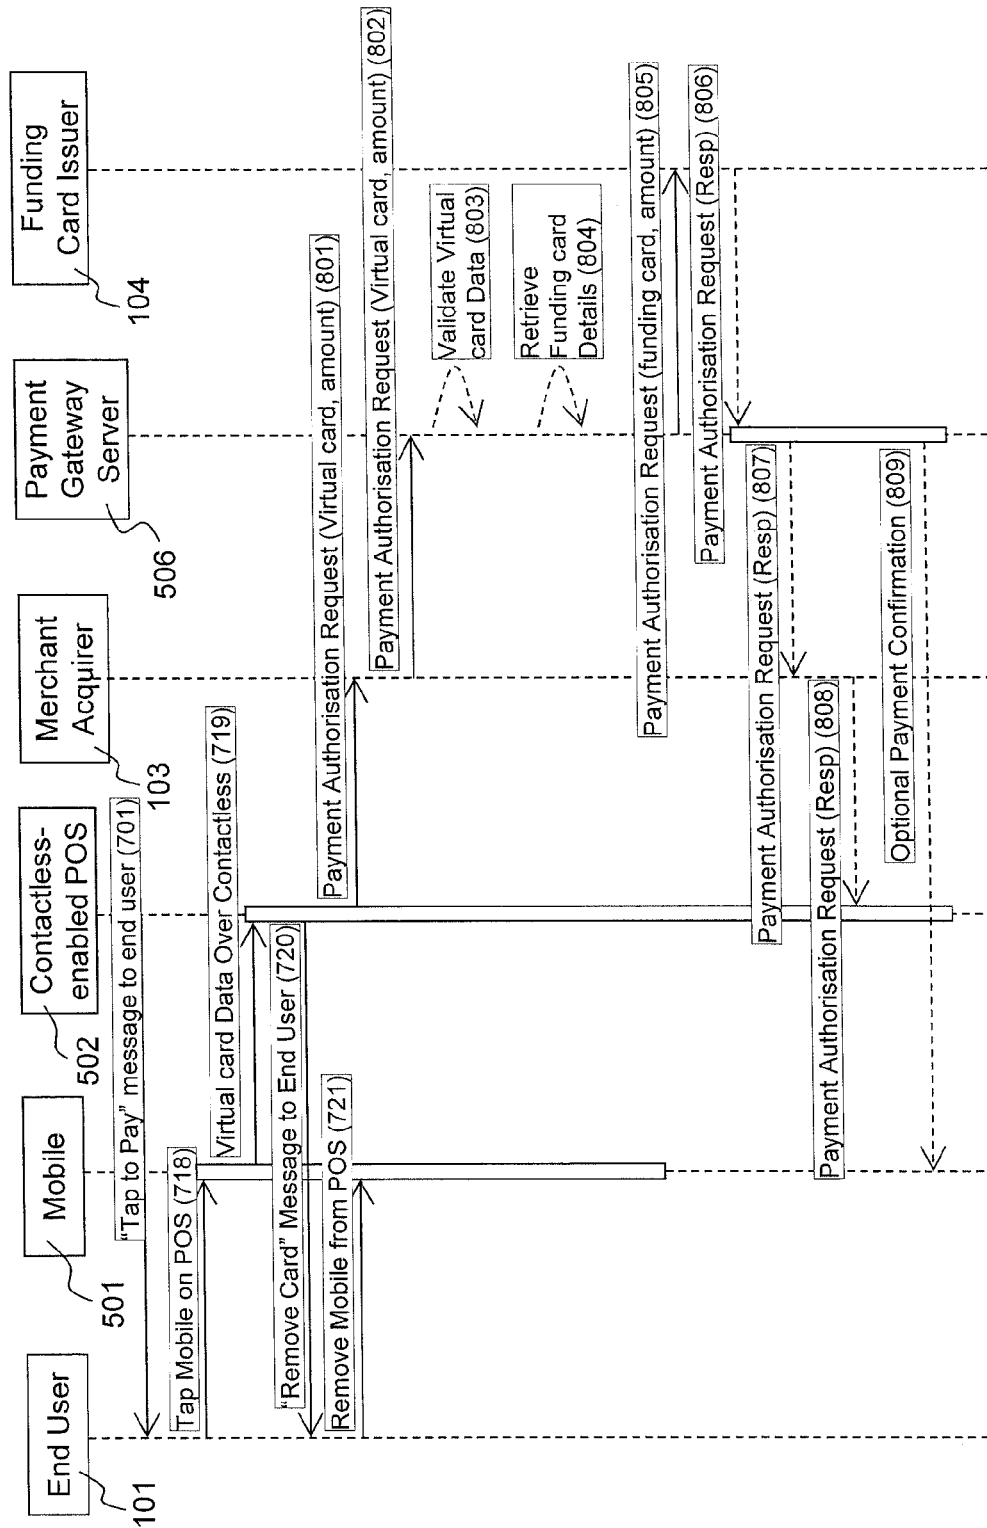 End User
101
Mobile
501
Contactless-
enabled POS
502
Merchant
Acquirer
103
Payment
Gateway
Server
506
Funding
Card Issuer
104
“Tap to Pay” message to end user (701)
Tap Mobile on POS (718)
Virtual card Data Over Contactless (719)
“Remove Card” Message to End User (720)
Remove Mobile from POS (721)
Payment Authorisation Request (Virtual card, amount) (801)
Payment Authorisation Request (Virtual card, amount) (802)
Validate Virtual
card Data (803)
Retrieve
Funding card
Details (804)
Payment Authorisation Request (funding card, amount) (805)
Payment Authorisation Request (Resp) (806)
Payment Authorisation Request (Resp) (807)
Payment Authorisation Request (Resp) (808)
Optional Payment Confirmation (809)